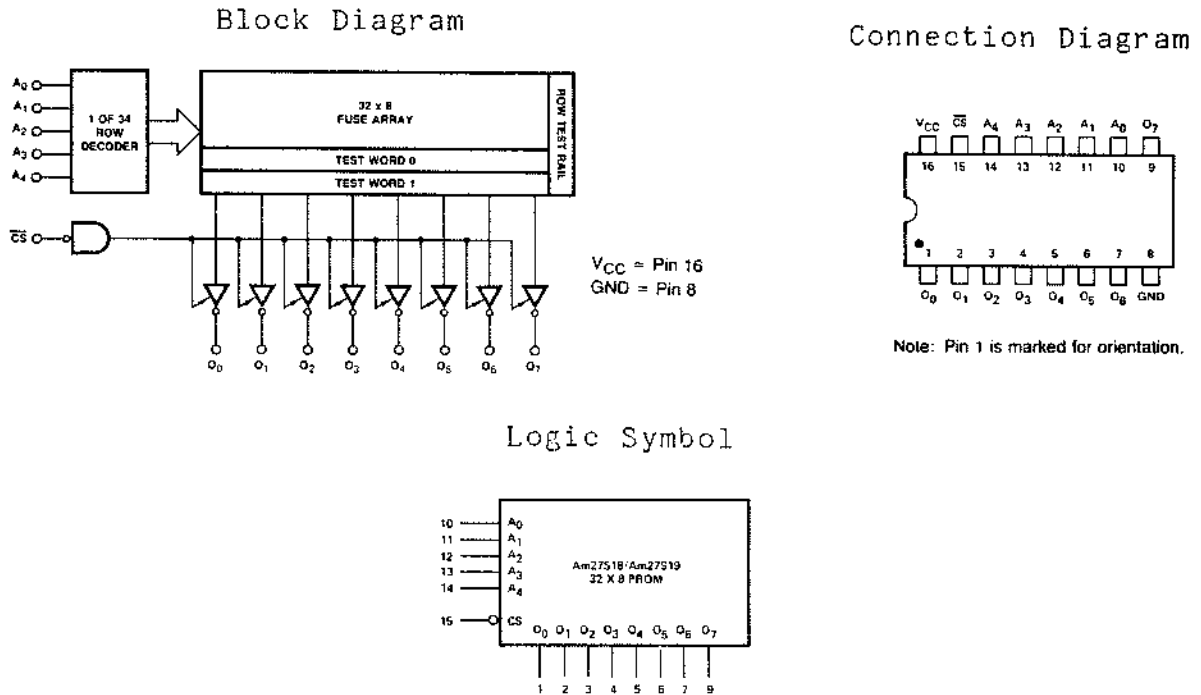 Block Diagram
A0
A1
A2
A3
A4
1 OF 34
ROW
DECODER
32 x 8
FUSE ARRAY
TEST WORD 0
TEST WORD 1
ROW TEST RAIL
CS
O0 O1 O2 O3 O4 O5 O6 O7
VCC = Pin 16
GND = Pin 8
Connection Diagram
VCC CS A4 A3 A2 A1 A0 O7
16 15 14 13 12 11 10 9
1 2 3 4 5 6 7 8
O0 O1 O2 O3 O4 O5 O6 GND
Note: Pin 1 is marked for orientation.
Logic Symbol
10 A0
11 A1
12 A2
13 A3
14 A4
15 CS
Am27S18/Am27S19
32 X 8 PROM
O0 O1 O2 O3 O4 O5 O6 O7
1 2 3 4 5 6 7 9